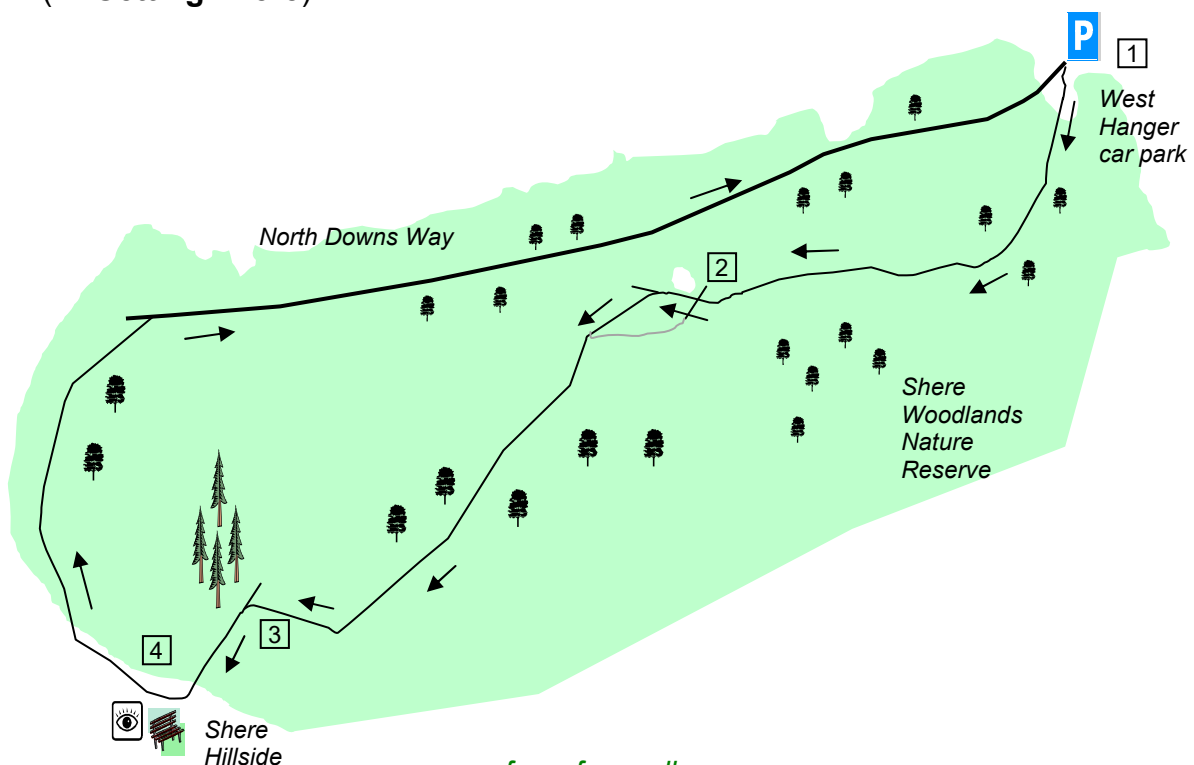 P
1
West
Hanger
car park
North Downs Way
2
Shere
Woodlands
Nature
Reserve
3
4
Shere
Hillside